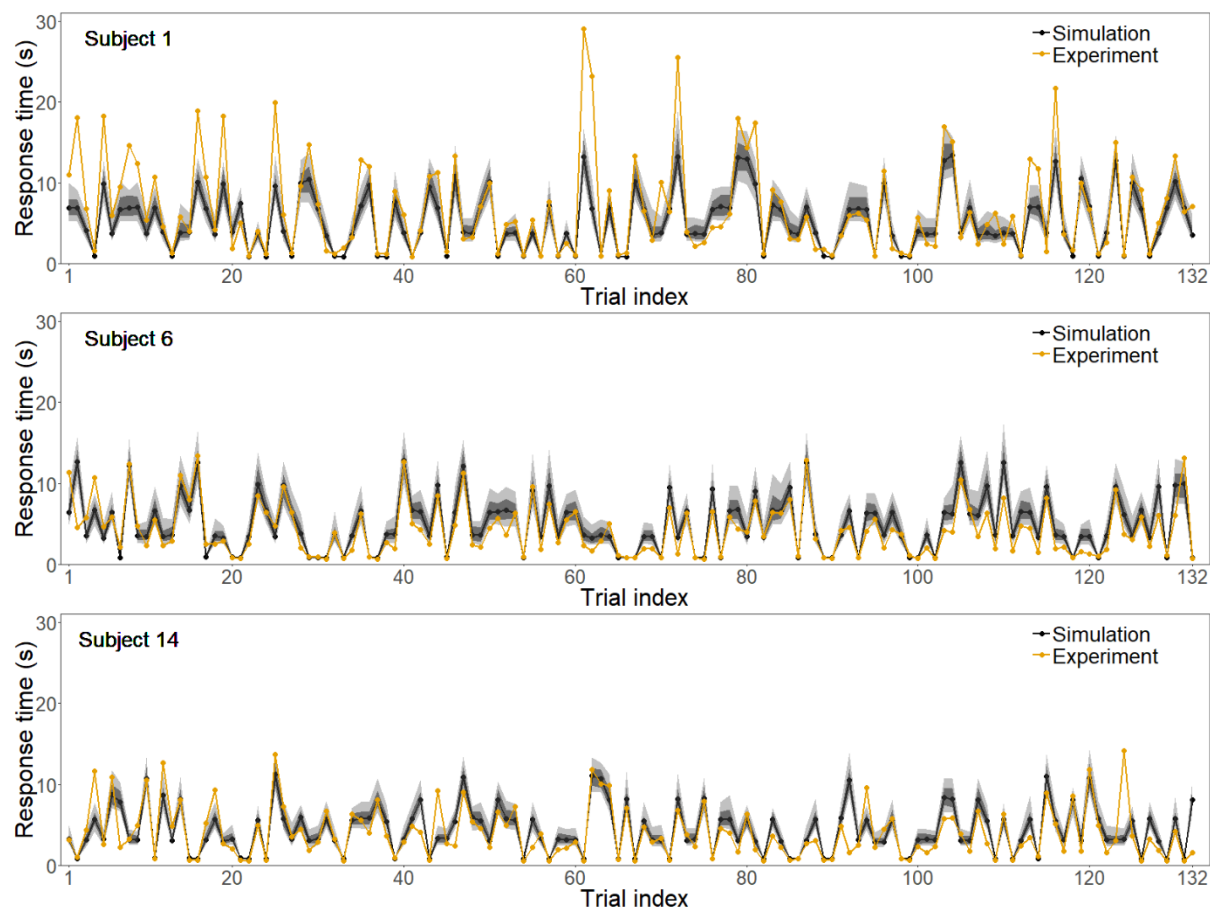 Subject 1
Simulation
Experiment
Response time (s)
30
20
10
0
1 20 40 60 80 100 120 132
Trial index
Subject 6
Simulation
Experiment
Response time (s)
30
20
10
0
1 20 40 60 80 100 120 132
Trial index
Subject 14
Simulation
Experiment
Response time (s)
30
20
10
0
1 20 40 60 80 100 120 132
Trial index